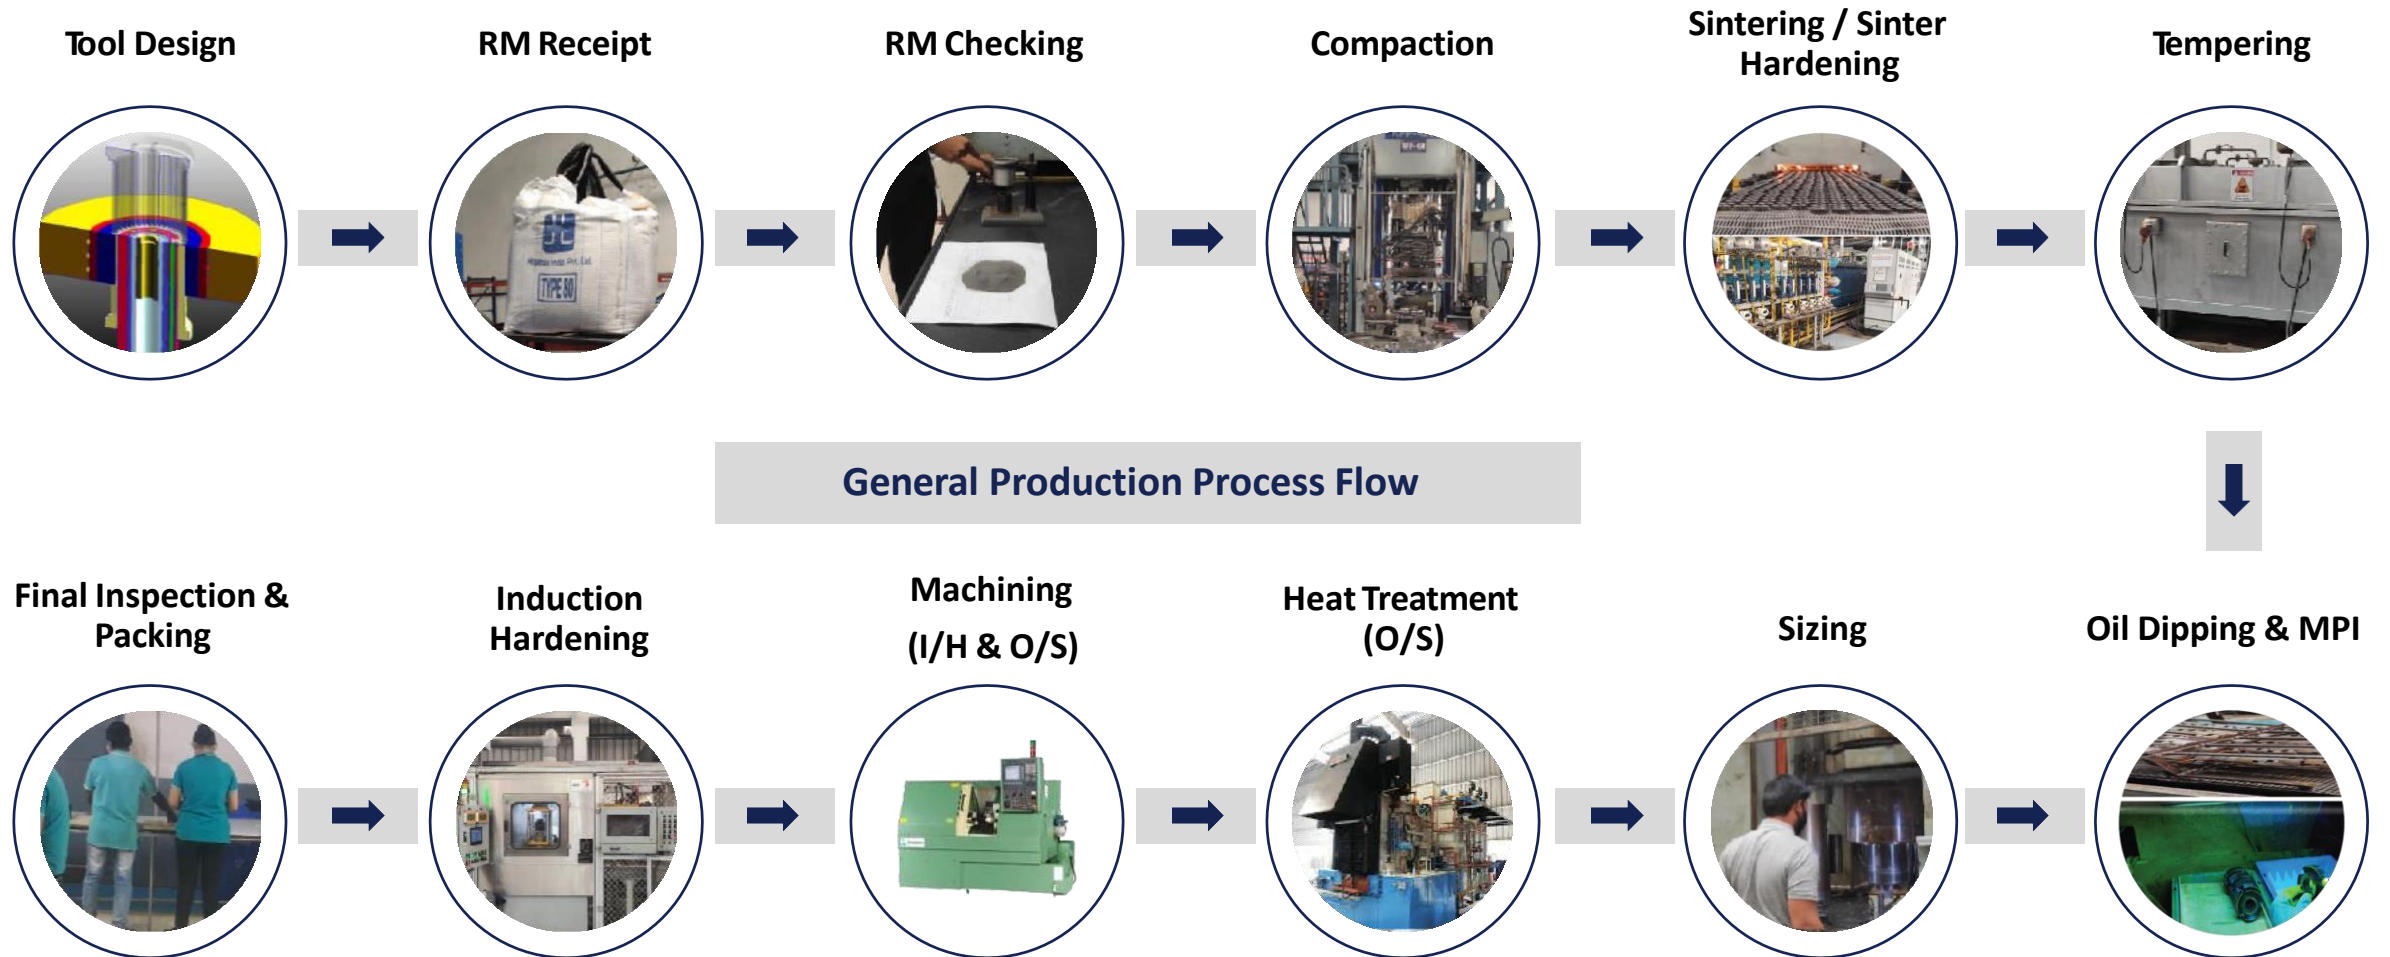 Tool Design
RM Receipt
RM Checking
Compaction
Sintering / Sinter
Hardening
Tempering
TYPE 80
General Production Process Flow
Final Inspection &
Packing
Induction
Hardening
Machining
(I/H & O/S)
Heat Treatment
(O/S)
Sizing
Oil Dipping & MPI